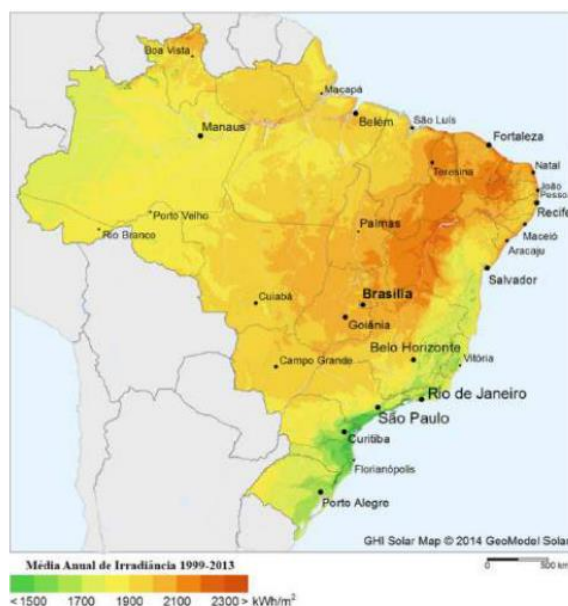 Boa Vista
Macapá
Belém
São Luís
Manaus
Fortaleza
Teresina
Natal
João
Pessoa
Recife
Porto Velho
Palmas
Maceió
Rio Branco
Aracaju
Salvador
Cuiabá
Brasília
Goiânia
Belo Horizonte
Campo Grande
Vitória
Rio de Janeiro
São Paulo
Curitiba
Florianópolis
Porto Alegre
GHI Solar Map © 2014 GeoModel Solar
Média Anual de Irradiância 1999-2013
0 500 km
<1500 1700 1900 2100 2300> kWh/m²